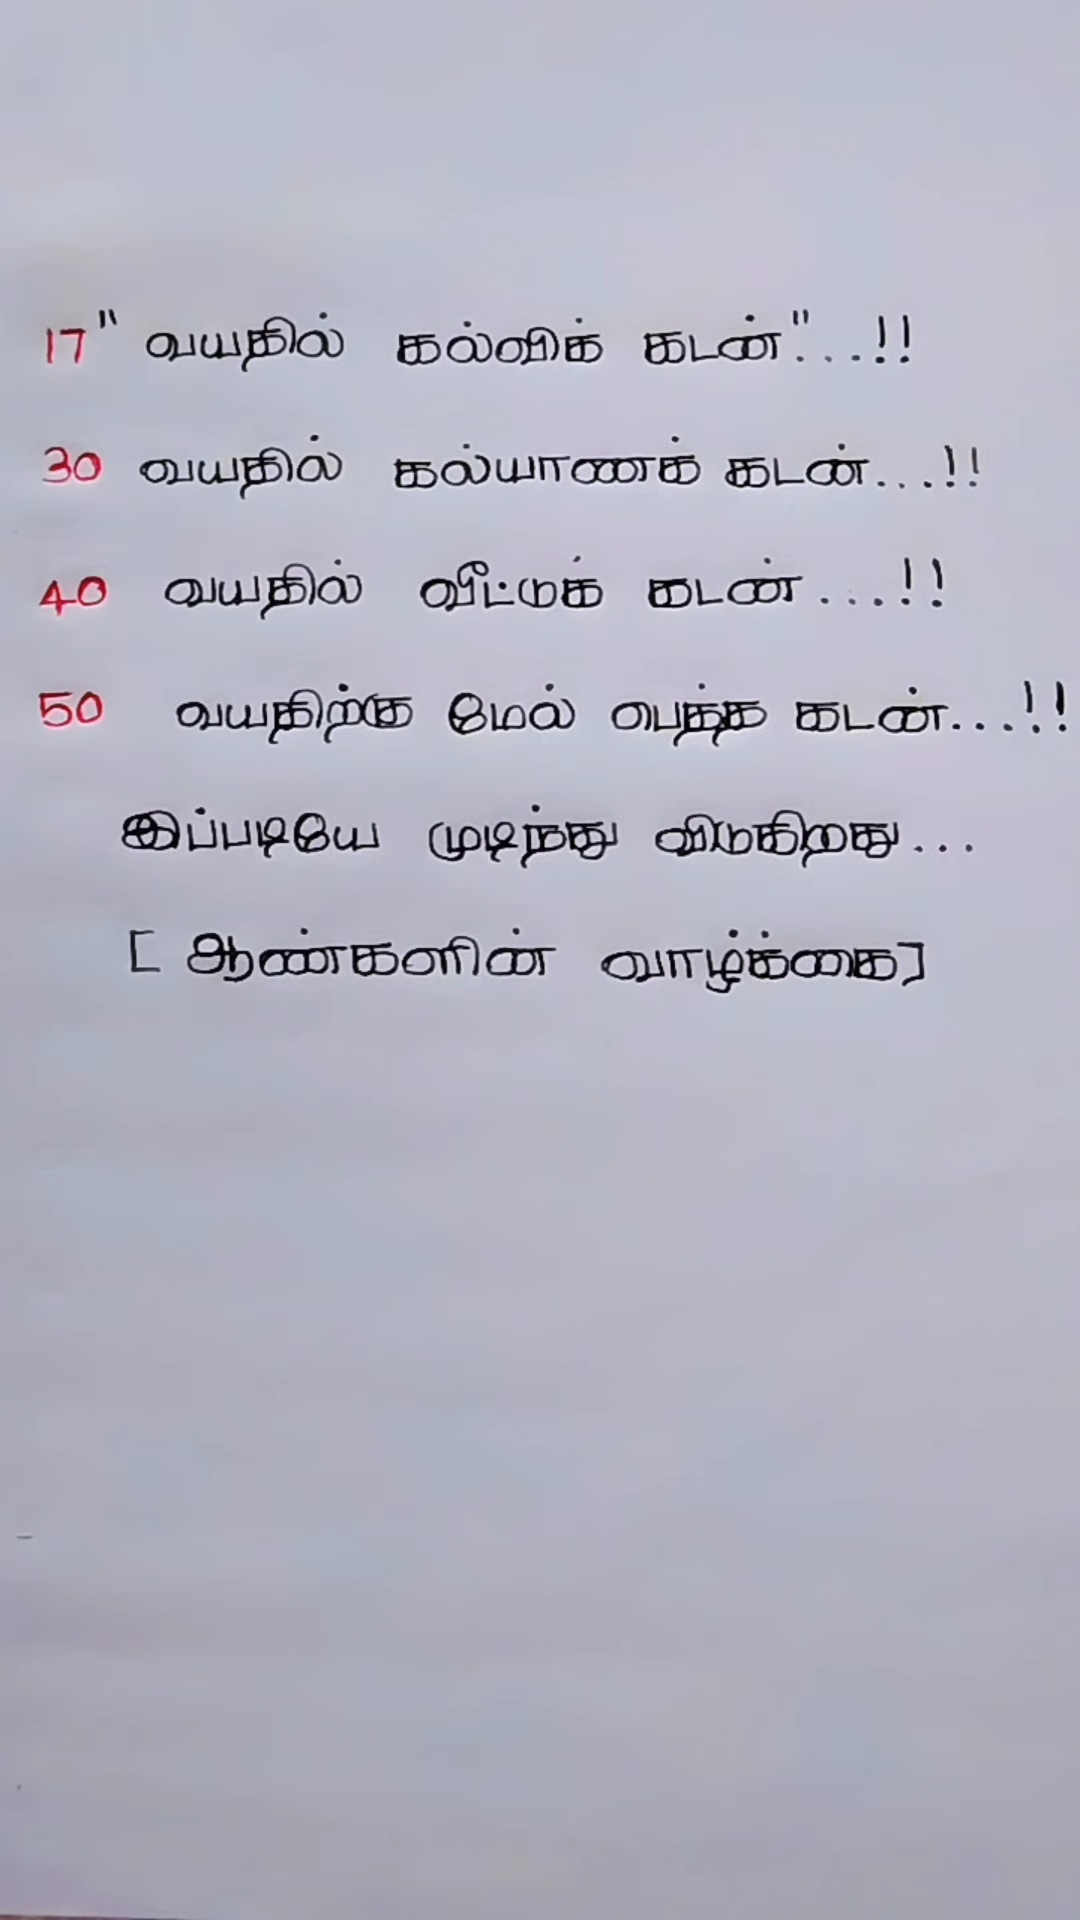 17" வயதில் கல்விக் கடன்"...!!
30 வயதில் கல்யாணக் கடன்...!!
40 வயதில் வீட்டுக் கடன்...!!
50 வயதிற்கு மேல் பெத்த கடன்...!!
இப்படியே முடிந்து விடுகிறது...
[ ஆண்களின் வாழ்க்கை]